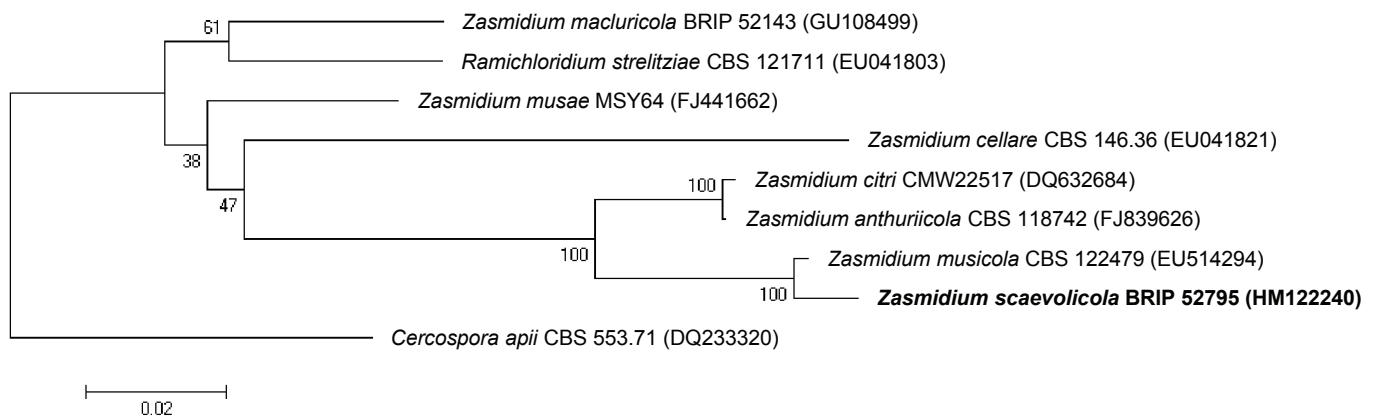 61
Zasmidium macluricola BRIP 52143 (GU108499)
Ramichloridium strelitziae CBS 121711 (EU041803)
Zasmidium musae MSY64 (FJ441662)
Zasmidium cellare CBS 146.36 (EU041821)
38
100
Zasmidium citri CMW22517 (DQ632684)
47
Zasmidium anthuriicola CBS 118742 (FJ839626)
100
Zasmidium musicola CBS 122479 (EU514294)
100
Zasmidium scaevolicola BRIP 52795 (HM122240)
Cercospora apii CBS 553.71 (DQ233320)
0.02